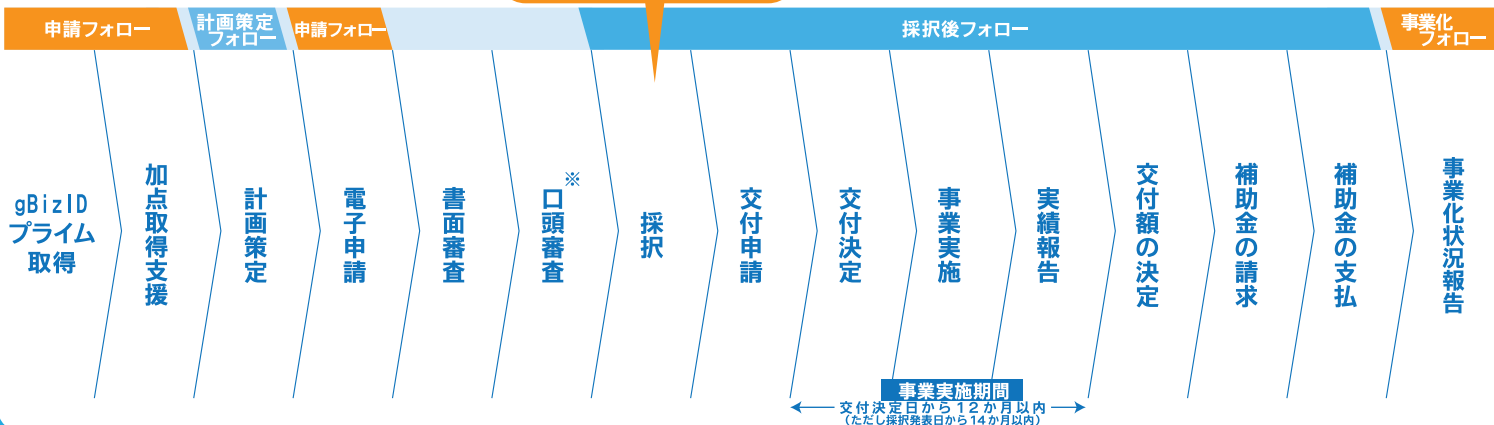 申請フォロー
計画策定
フォロー
申請フォロー
採択後フォロー
事業化
フォロー
gBizID
プライム
取得
加点取得支援
計画策定
電子申請
書面審査
口頭審査※
採択
交付申請
交付決定
事業実施
実績報告
交付額の決定
補助金の請求
補助金の支払
事業化状況報告
事業実施期間
交付決定日から12か月以内
(ただし採択発表日から14か月以内)